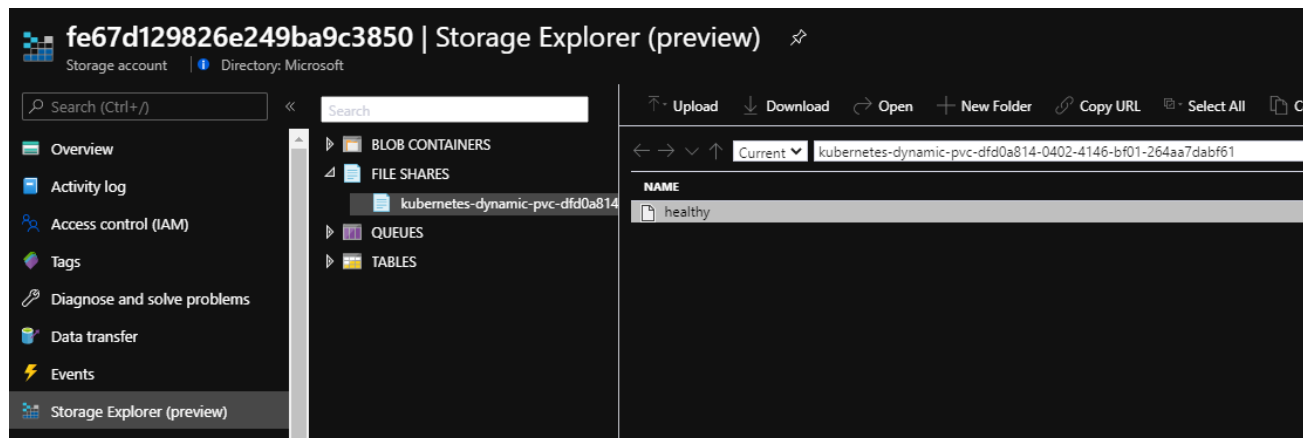 fe67d129826e249ba9c3850 | Storage Explorer (preview)
Storage account | Directory: Microsoft
Search (Ctrl+/)
«
Overview
Activity log
Access control (IAM)
Tags
Diagnose and solve problems
Data transfer
Events
Storage Explorer (preview)
Search
BLOB CONTAINERS
FILE SHARES
kubernetes-dynamic-pvc-dfd0a814
QUEUES
TABLES
Upload Download Open New Folder Copy URL Select All C
Current kubernetes-dynamic-pvc-dfd0a814-0402-4146-bf01-264aa7dabf61
NAME
healthy